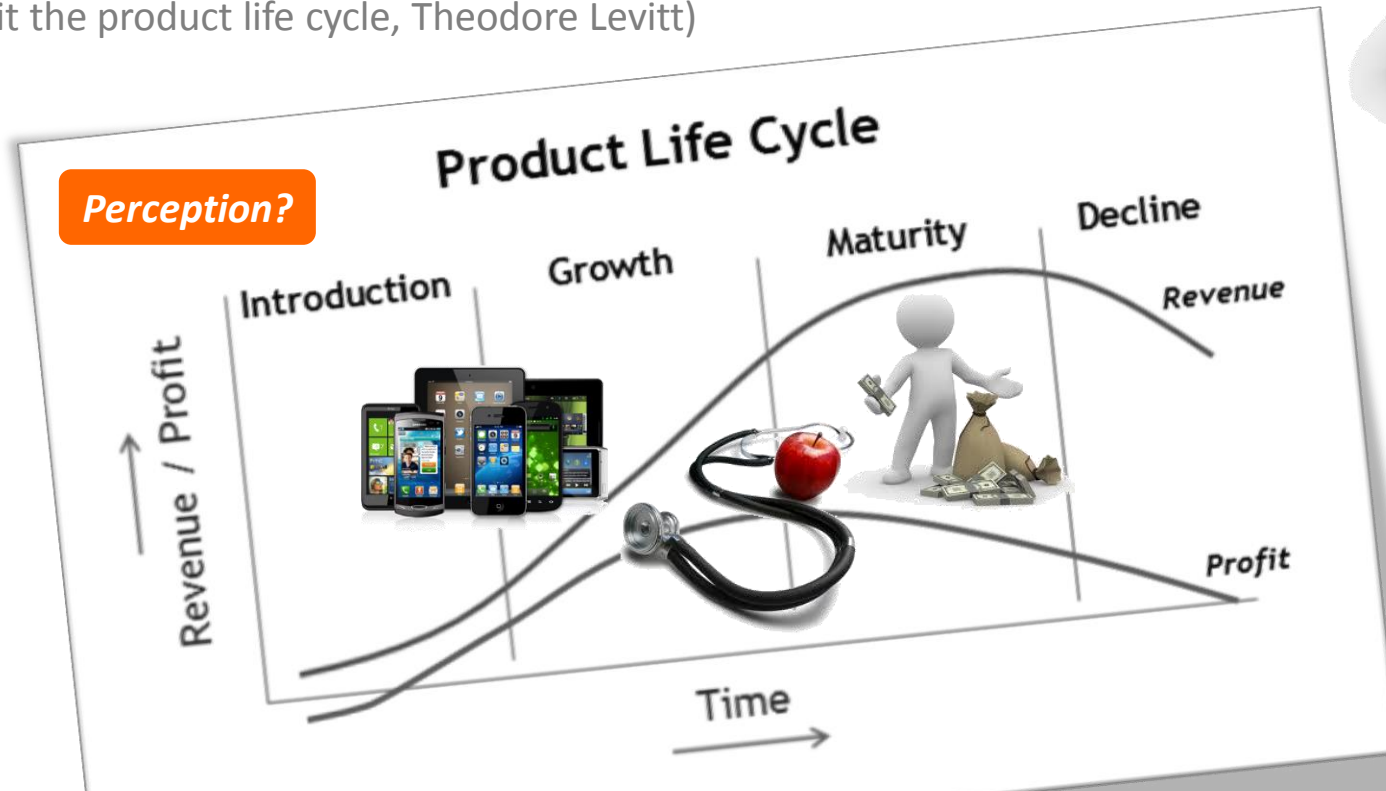 it the product life cycle, Theodore Levitt)
Product Life Cycle
Perception?
Introduction
Growth
Maturity
Decline
Revenue
Revenue / Profit
Profit
Time